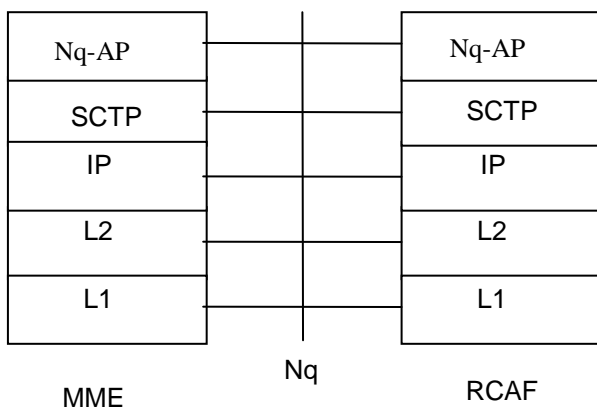 Nq-AP Nq-AP
SCTP SCTP
IP IP
L2 L2
L1 L1
Nq
MME RCAF